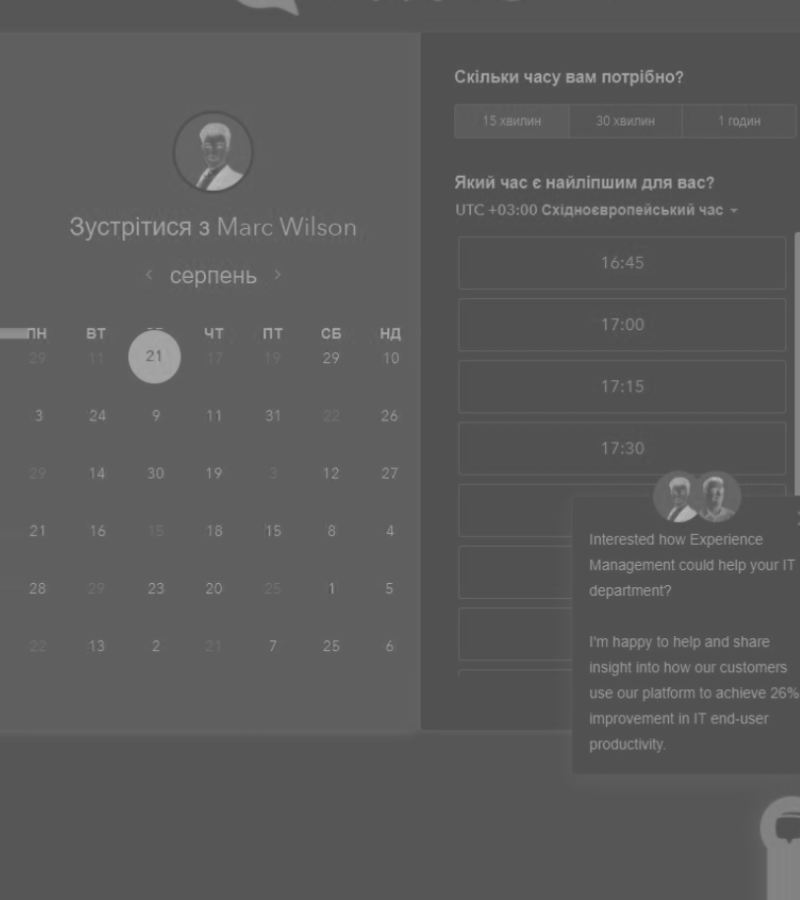 Скільки часу вам потрібно?
15 хвилин 30 хвилин 1 годин
Який час є найліпшим для вас?
UTC +03:00 Східноєвропейський час
16:45
17:00
17:15
17:30
Зустрітися з Marc Wilson
серпень
ПН ВТ ЧТ ПТ СБ НД
29 11 21 17 19 29 10
3 24 9 11 31 22 26
29 14 30 19 3 12 27
21 16 15 18 15 8 4
28 29 23 20 25 1 5
22 13 2 21 7 25 6
Interested how Experience
Management could help your IT
department?
I'm happy to help and share
insight into how our customers
use our platform to achieve 26%
improvement in IT end-user
productivity.